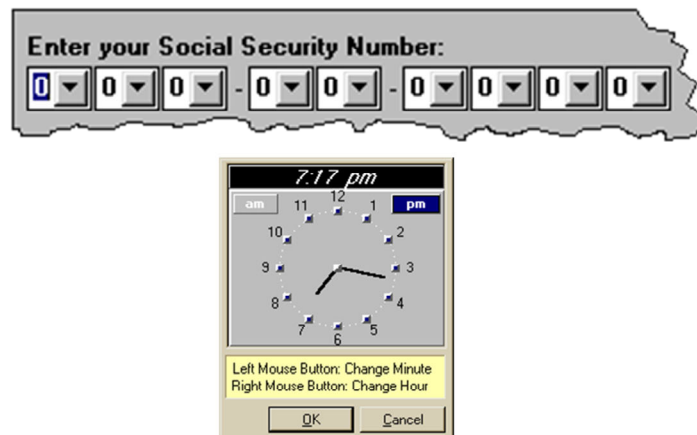 Enter your Social Security Number:
0 0 0 - 0 0 - 0 0 0 0
7:17 pm
am 11 12 1 pm
10 2
9 3
8 4
7 6 5
Left Mouse Button: Change Minute
Right Mouse Button: Change Hour
OK Cancel